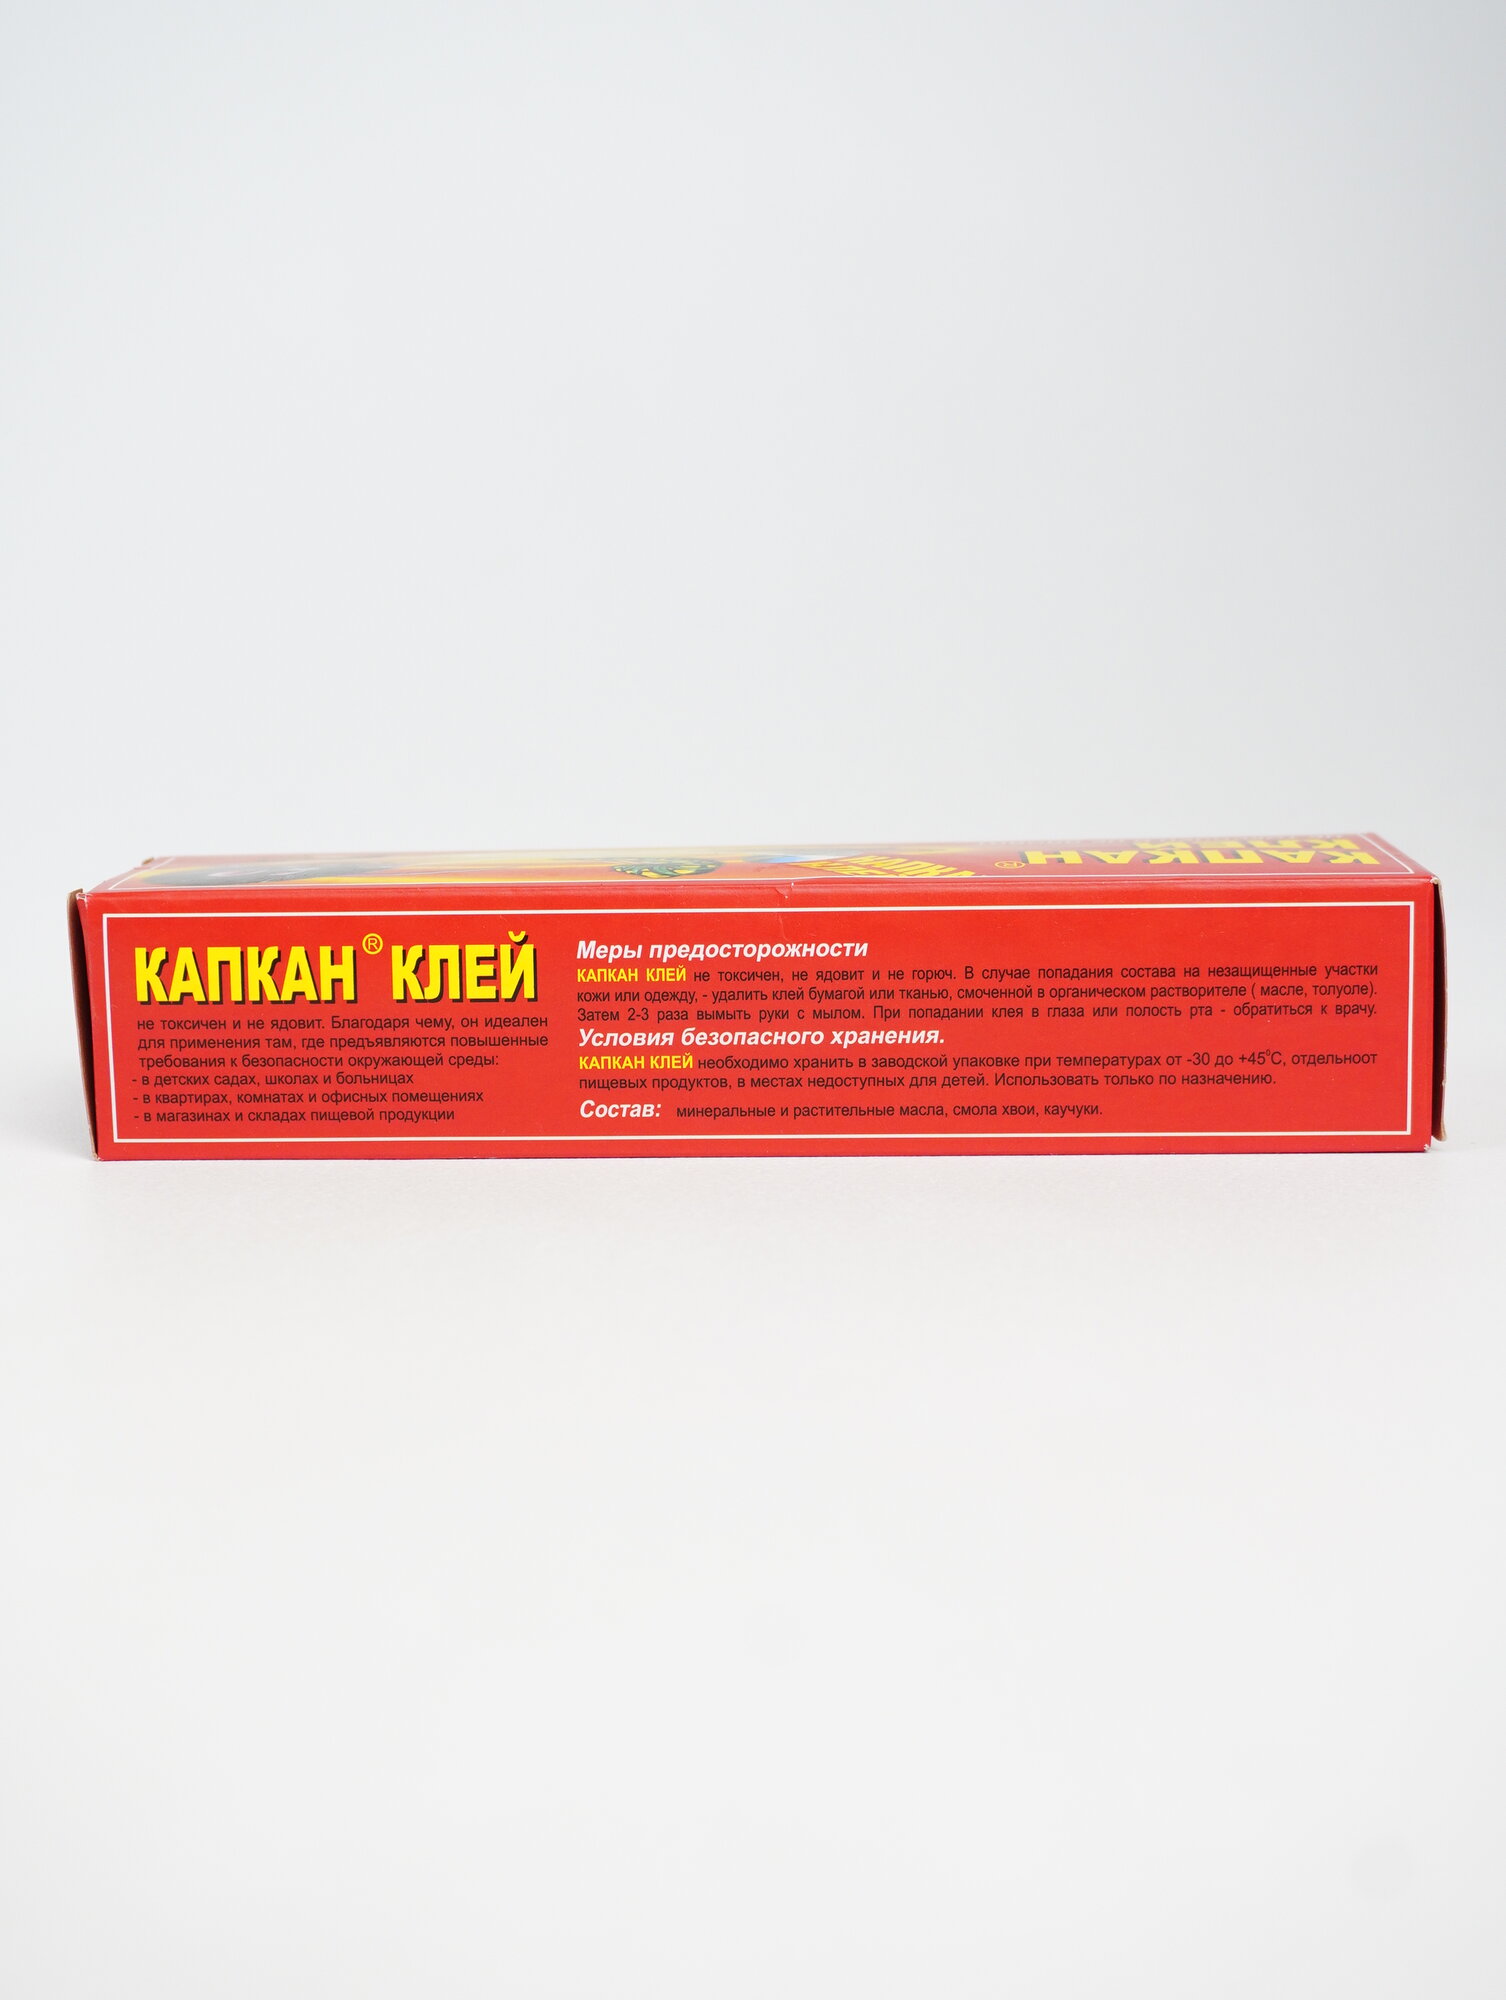 КАПКАН
КЛЕЙ
КАПКАН® КЛЕЙ
не токсичен и не ядовит. Благодаря чему, он идеален
для применения там, где предъявляются повышенные
требования к безопасности окружающей среды:
- в детских садах, школах и больницах
- в квартирах, комнатах и офисных помещениях
- в магазинах и складах пищевой продукции
Меры предосторожности
КАПКАН КЛЕЙ не токсичен, не ядовит и не горюч. В случае попадания состава на незащищенные участки
кожи или одежду, - удалить клей бумагой или тканью, смоченной в органическом растворителе ( масле, толуоле).
Затем 2-3 раза вымыть руки с мылом. При попадании клея в глаза или полость рта - обратиться к врачу.
Условия безопасного хранения.
КАПКАН КЛЕЙ необходимо хранить в заводской упаковке при температурах от -30 до +45⁰С, отдельноот
пищевых продуктов, в местах недоступных для детей. Использовать только по назначению.
Состав: минеральные и растительные масла, смола хвои, каучуки.